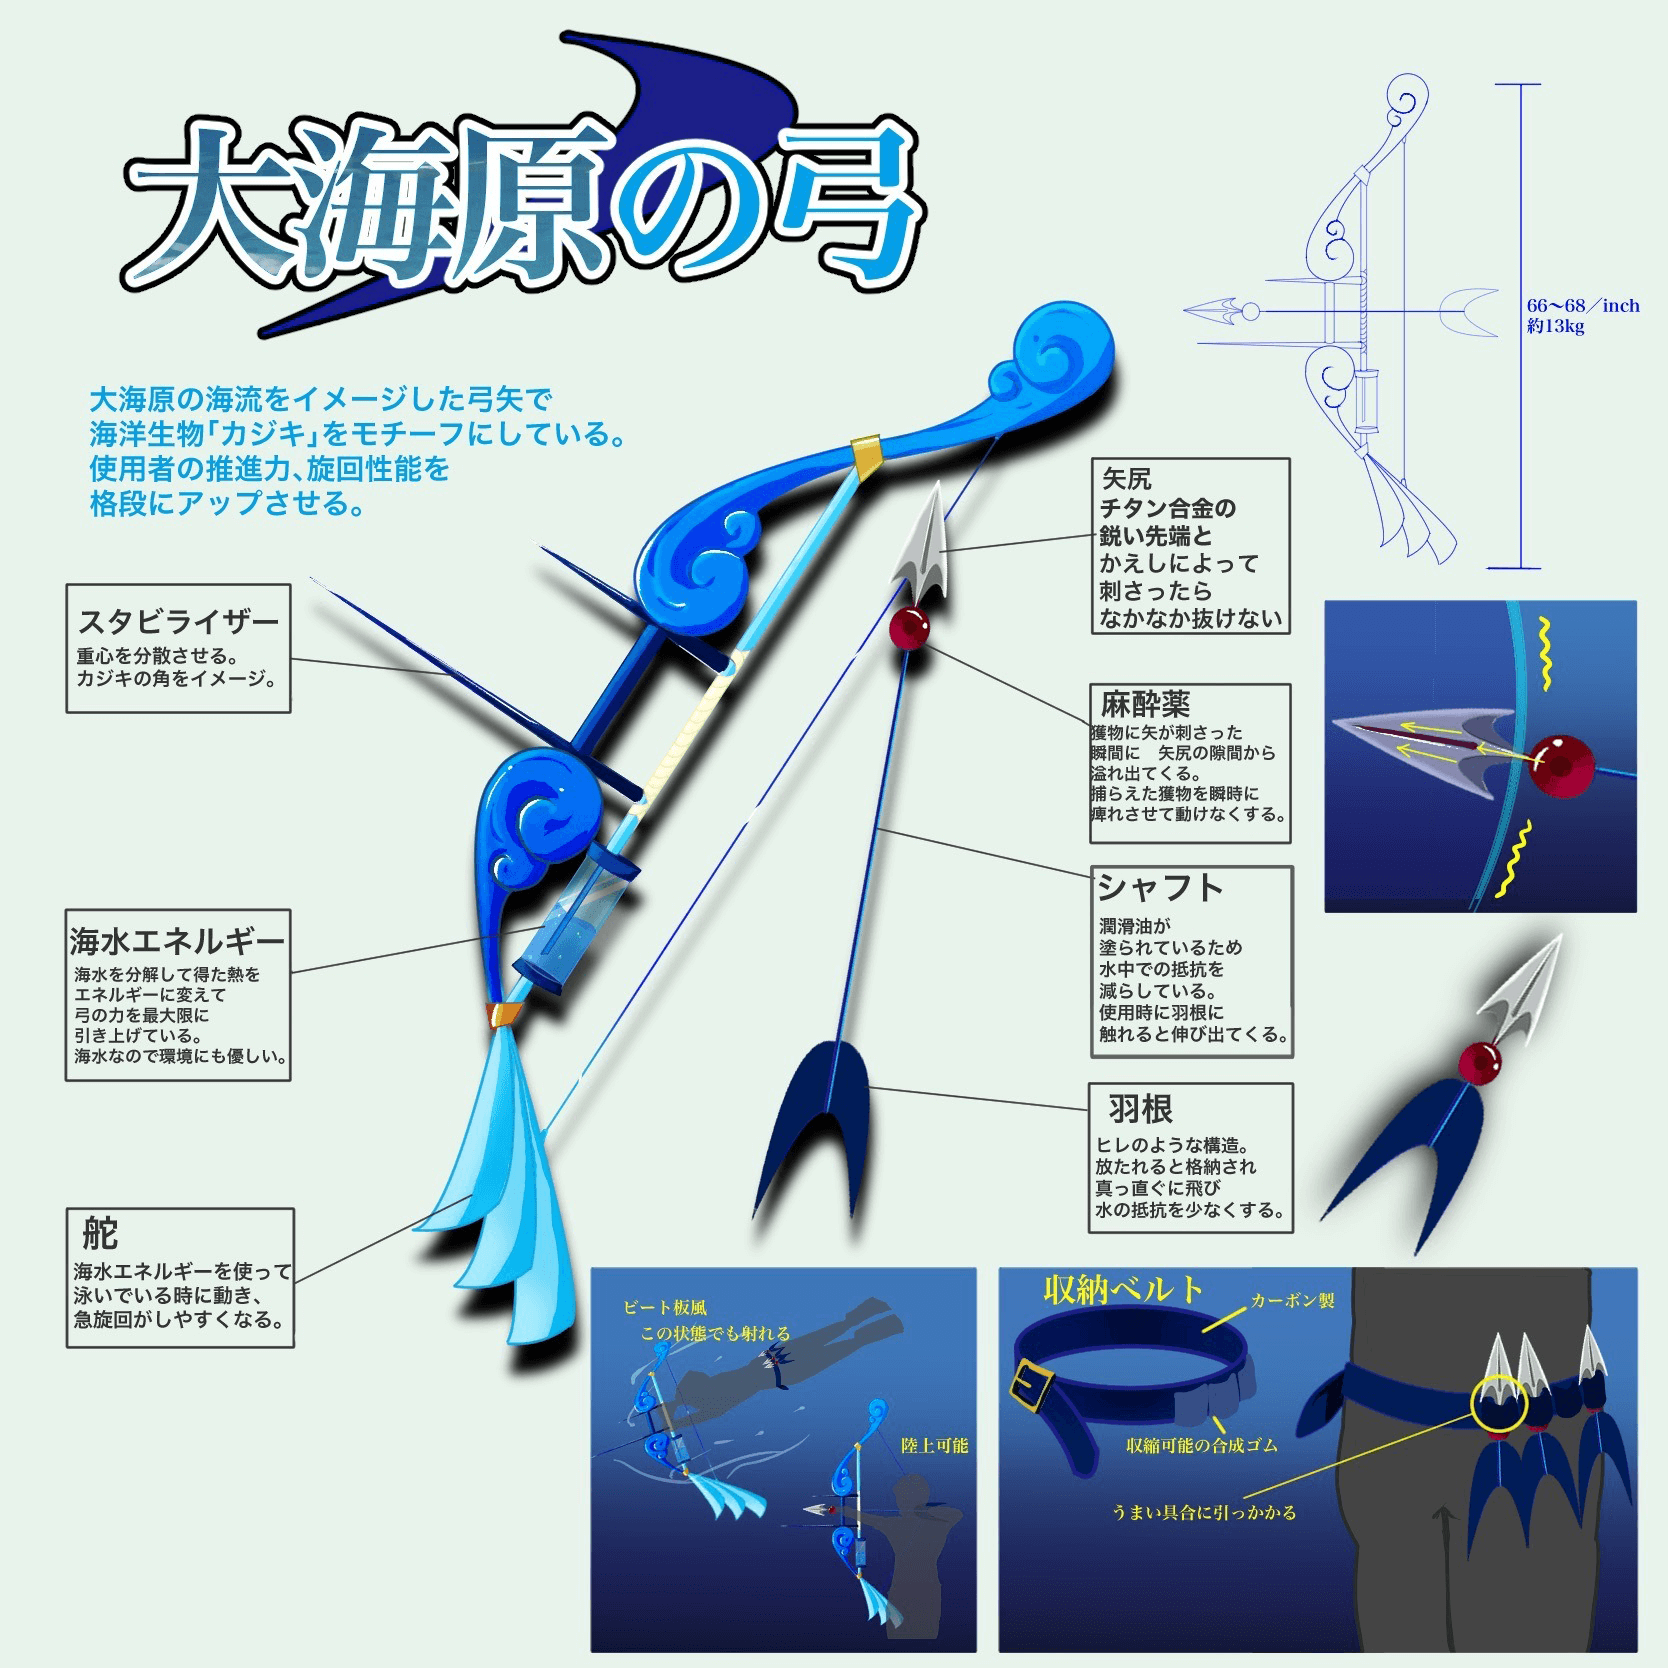 大海原の弓
66〜68／inch
約13kg
大海原の海流をイメージした弓矢で
海洋生物｢カジキ｣をモチーフにしている。
使用者の推進力、旋回性能を
格段にアップさせる。
スタビライザー
重心を分散させる。
カジキの角をイメージ。
海水エネルギー
海水を分解して得た熱を
エネルギーに変えて
弓の力を最大限に
引き上げている。
海水なので環境にも優しい。
舵
海水エネルギーを使って
泳いでいる時に動き、
急旋回がしやすくなる。
矢尻
チタン合金の
鋭い先端と
かえしによって
刺さったら
なかなか抜けない
麻酔薬
獲物に矢が刺さった
瞬間に　矢尻の隙間から
溢れ出てくる。
捕らえた獲物を瞬時に
痺れさせて動けなくする。
シャフト
潤滑油が
塗られているため
水中での抵抗を
減らしている。
使用時に羽根に
触れると伸び出てくる。
羽根
ヒレのような構造。
放たれると格納され
真っ直ぐに飛び
水の抵抗を少なくする。
ビート板風
この状態でも射れる
陸上可能
収納ベルト
カーボン製
収縮可能の合成ゴム
うまい具合に引っかかる